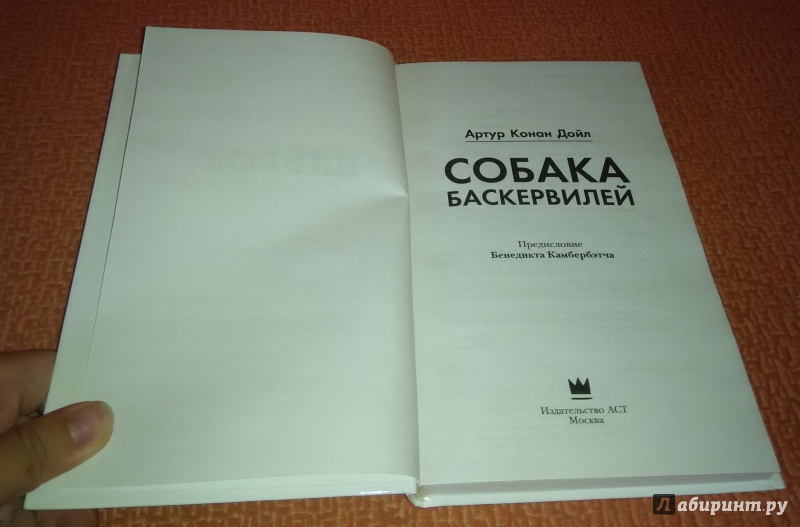 Артур Конан Дойл
СОБАКА
БАСКЕРВИЛЕЙ
Предисловие
Бенедикта Камбербэтча
Издательство АСТ
Москва
Лабиринт.ру